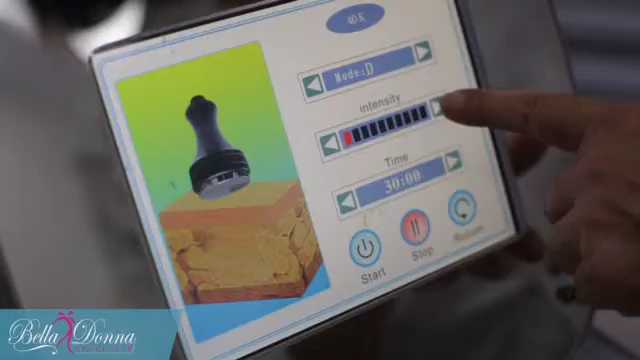 40K
Mode:D
intensity
Time
30:00
Start
Stop
Return
Bella Donna